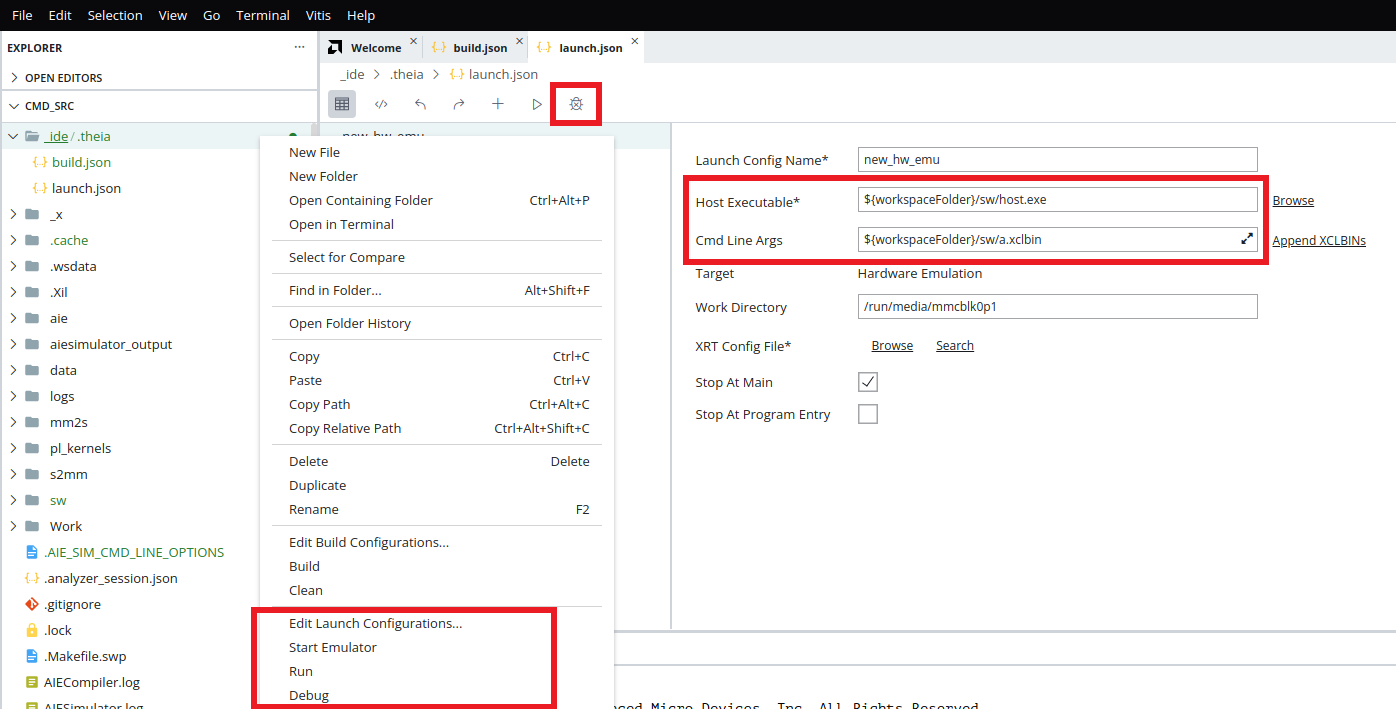 File Edit Selection View Go Terminal Vitis Help
EXPLORER ...
OPEN EDITORS
CMD_SRC
_ide / .theia
build.json
launch.json
_x
.cache
.wsdata
.Xil
aie
aiesimulator_output
data
logs
mm2s
pl_kernels
s2mm
sw
Work
.AIE_SIM_CMD_LINE_OPTIONS
.analyzer_session.json
.gitignore
.lock
.Makefile.swp
AIECompiler.log
AIESimulator.log
Welcome × build.json × launch.json ×
_ide > .theia > {..} launch.json
new_hw_emu
New File
New Folder
Open Containing Folder Ctrl+Alt+P
Open in Terminal
Select for Compare
Find in Folder... Alt+Shift+F
Open Folder History
Copy Ctrl+C
Paste Ctrl+V
Copy Path Ctrl+Alt+C
Copy Relative Path Ctrl+Alt+Shift+C
Delete Delete
Duplicate
Rename F2
Edit Build Configurations...
Build
Clean
Edit Launch Configurations...
Start Emulator
Run
Debug
Launch Config Name* new_hw_emu
Host Executable* ${workspaceFolder}/sw/host.exe Browse
Cmd Line Args ${workspaceFolder}/sw/a.xclbin Append XCLBINs
Target Hardware Emulation
Work Directory /run/media/mmcblk0p1
XRT Config File* Browse Search
Stop At Main
Stop At Program Entry
Micro Devices, Inc. All Rights Reserved.